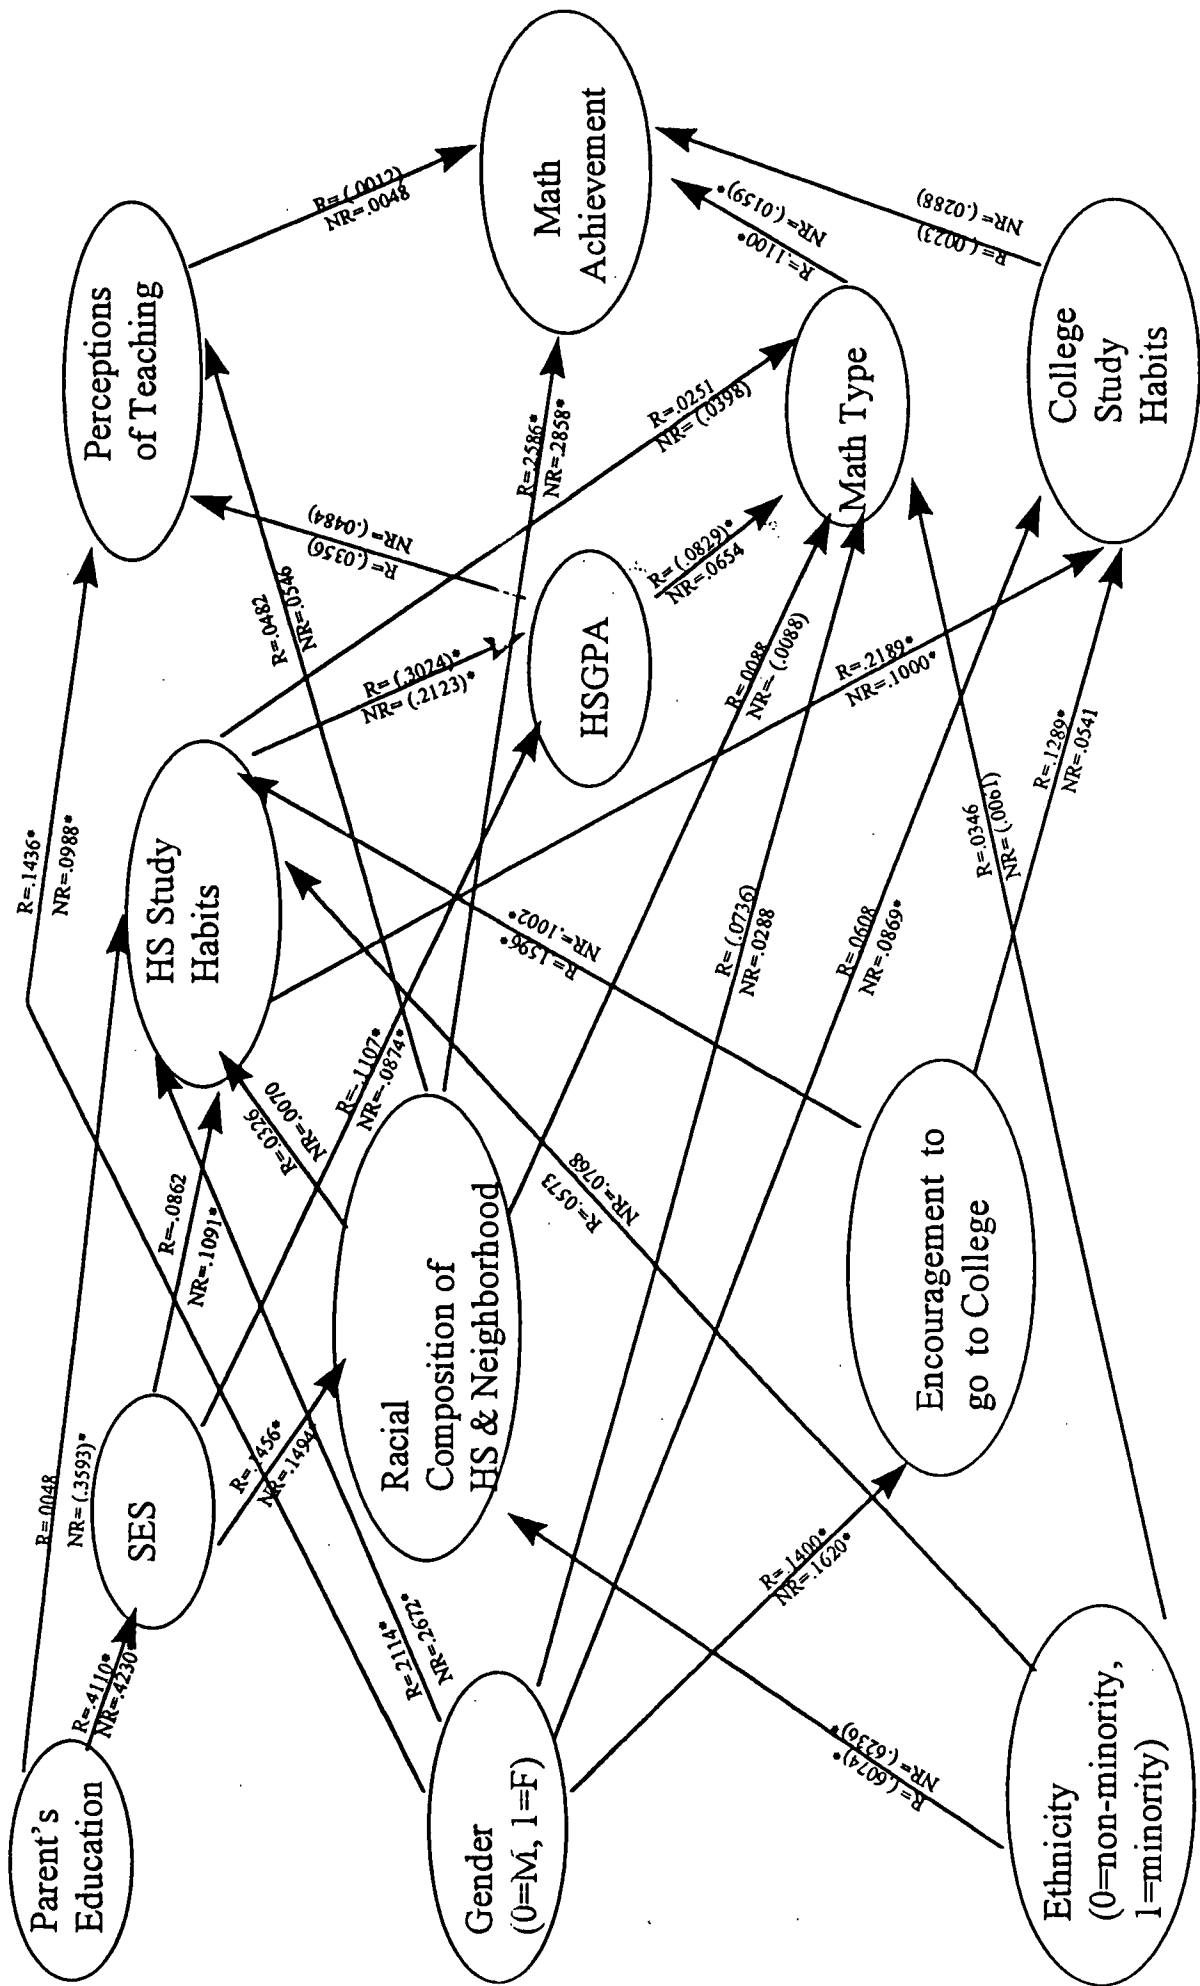 Parent's
Education
R=.4110*
NR=.4230*
R=.0048
NR= (.3593)*
SES
R=-.0862
NR=.1091*
R=.1456*
NR=.1494*
R=-.1107*
NR=-.0874*
Gender
(0=M, 1=F)
R=.2114*
NR=.2672*
R=.1436*
NR=.0988*
R= (.0736)
NR=.0288
R=.0608
NR=.0869*
R=.1400*
NR=.1620*
Ethnicity
(0=non-minority,
1=minority)
R=(.6074)*
NR= (.6236)*
R=.0573
NR=.0768
R=.0346
NR= (.0061)
Racial
Composition of
HS & Neighborhood
R=.0326
NR=.0070
R=.0482
NR=.0546
R=.2586*
NR=.2858*
R=.0088
NR= (.0088)
Encouragement to
go to College
R=.1596*
NR=.1002*
R=.1289*
NR=.0541
HS Study
Habits
R= (.3074)*
NR= (.2123)*
R=.0251
NR= (.0398)
R=.2189*
NR=.1000*
HSGPA
R= (.0356)
NR= (.0484)
R= (.0829)*
NR=.0654
Perceptions
of Teaching
R= (.0012)
NR=.0048
Math Type
R=.1100*
NR= (.0159)*
College
Study
Habits
R= (.0023)
NR= (.0288)
Math
Achievement